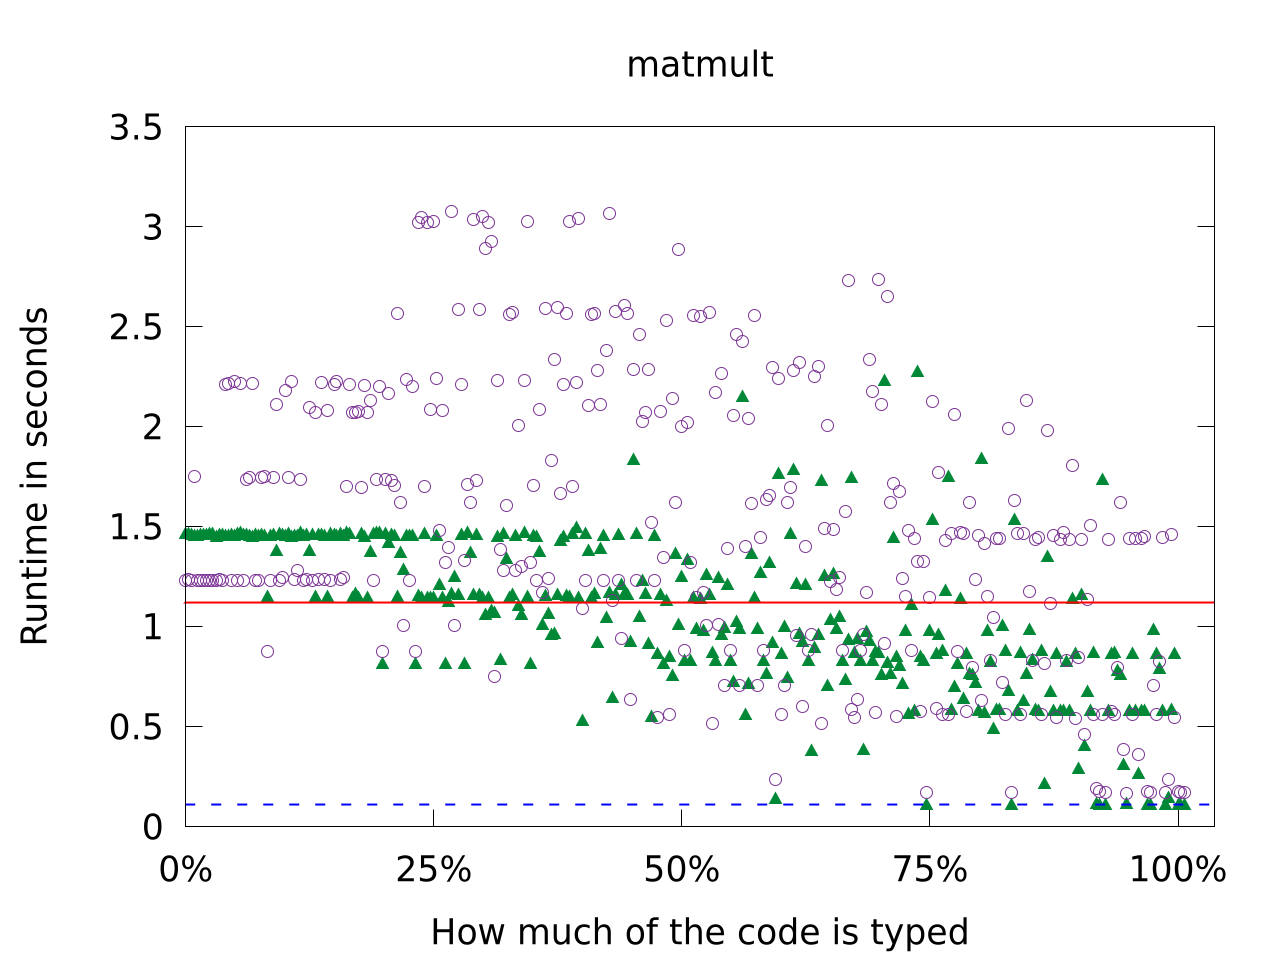 matmult
3.5
3
2.5
2
1.5
1
0.5
0
Runtime in seconds
0% 25% 50% 75% 100%
How much of the code is typed